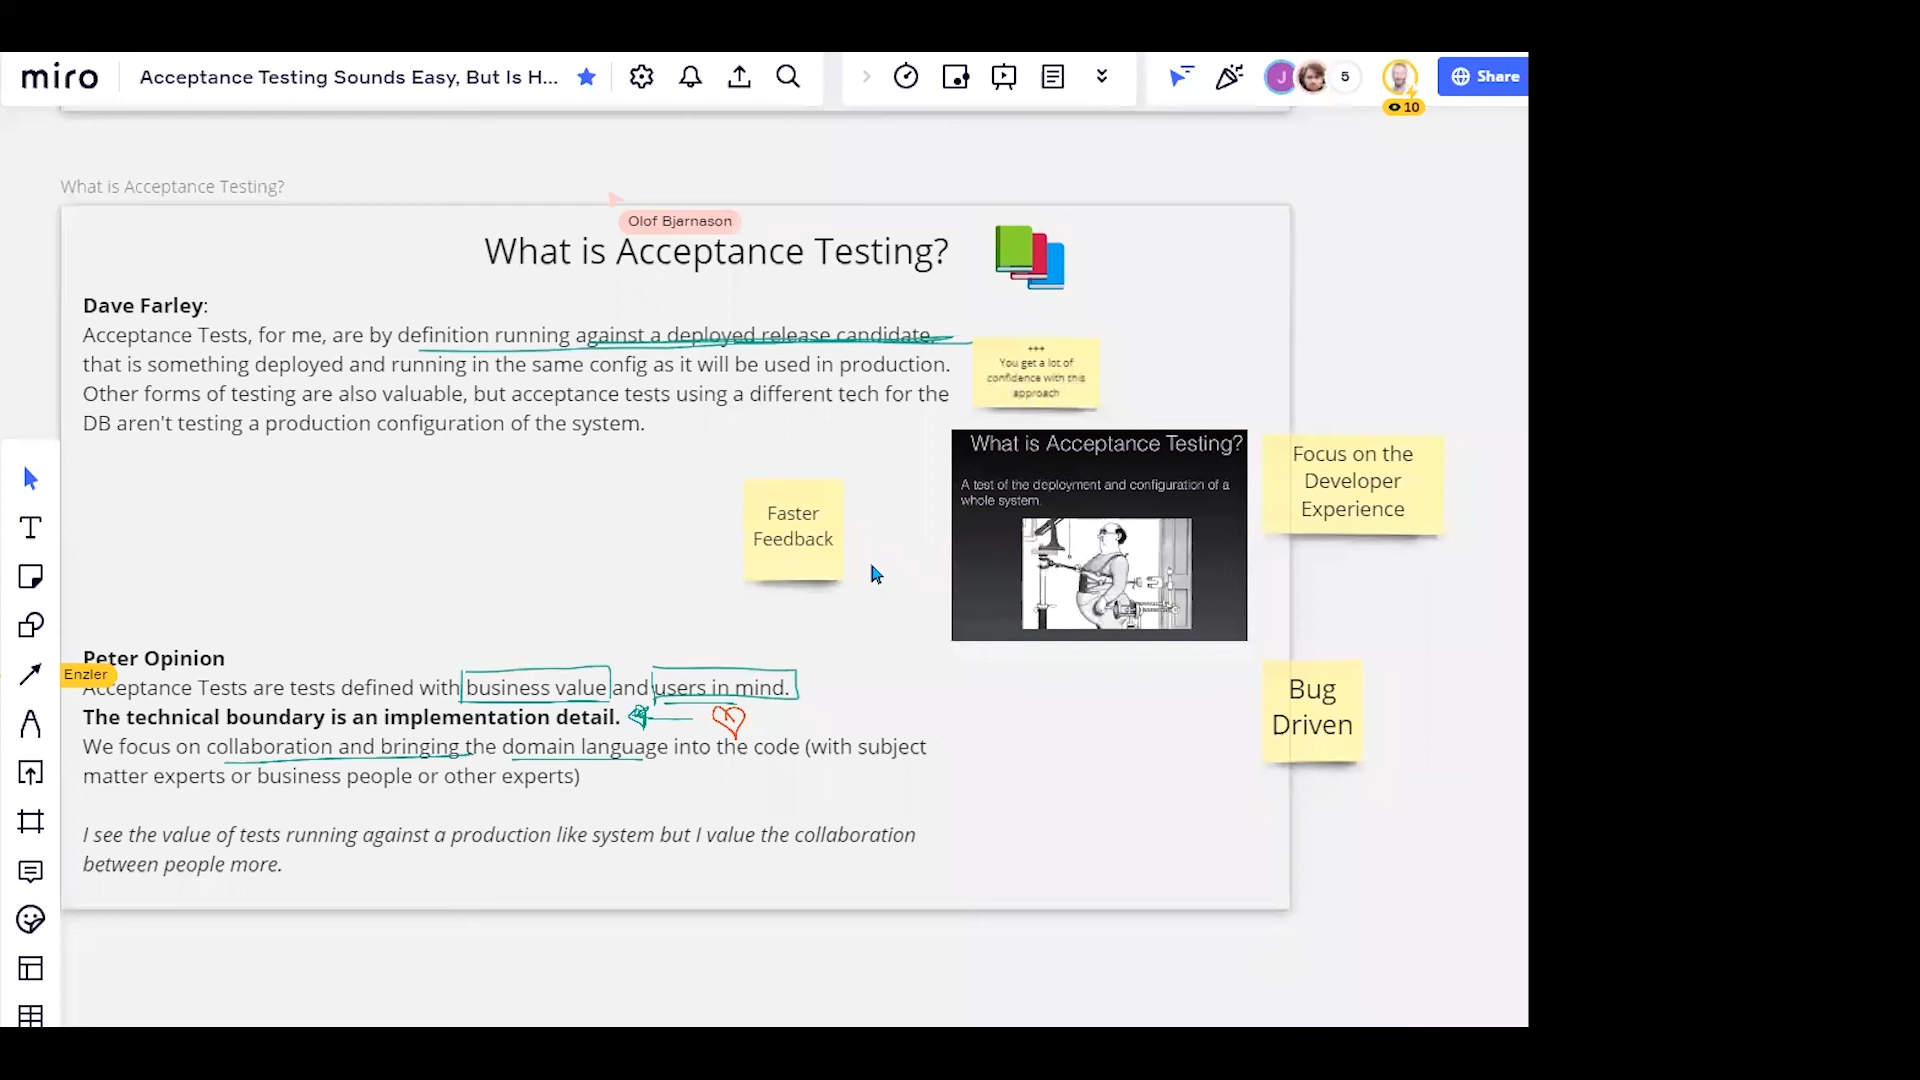 miro
Acceptance Testing Sounds Easy, But Is H...
J
5
10
Share
What is Acceptance Testing?
Olof Bjarnason
What is Acceptance Testing?
Dave Farley:
Acceptance Tests, for me, are by definition running against a deployed release candidate,
that is something deployed and running in the same config as it will be used in production.
Other forms of testing are also valuable, but acceptance tests using a different tech for the
DB aren't testing a production configuration of the system.
+++
You get a lot of
confidence with this
approach
What is Acceptance Testing?
A test of the deployment and configuration of a
whole system.
Focus on the
Developer
Experience
Faster
Feedback
Peter Opinion
Enzler
Acceptance Tests are tests defined with business value and users in mind.
The technical boundary is an implementation detail.
We focus on collaboration and bringing the domain language into the code (with subject
matter experts or business people or other experts)
Bug
Driven
I see the value of tests running against a production like system but I value the collaboration
between people more.